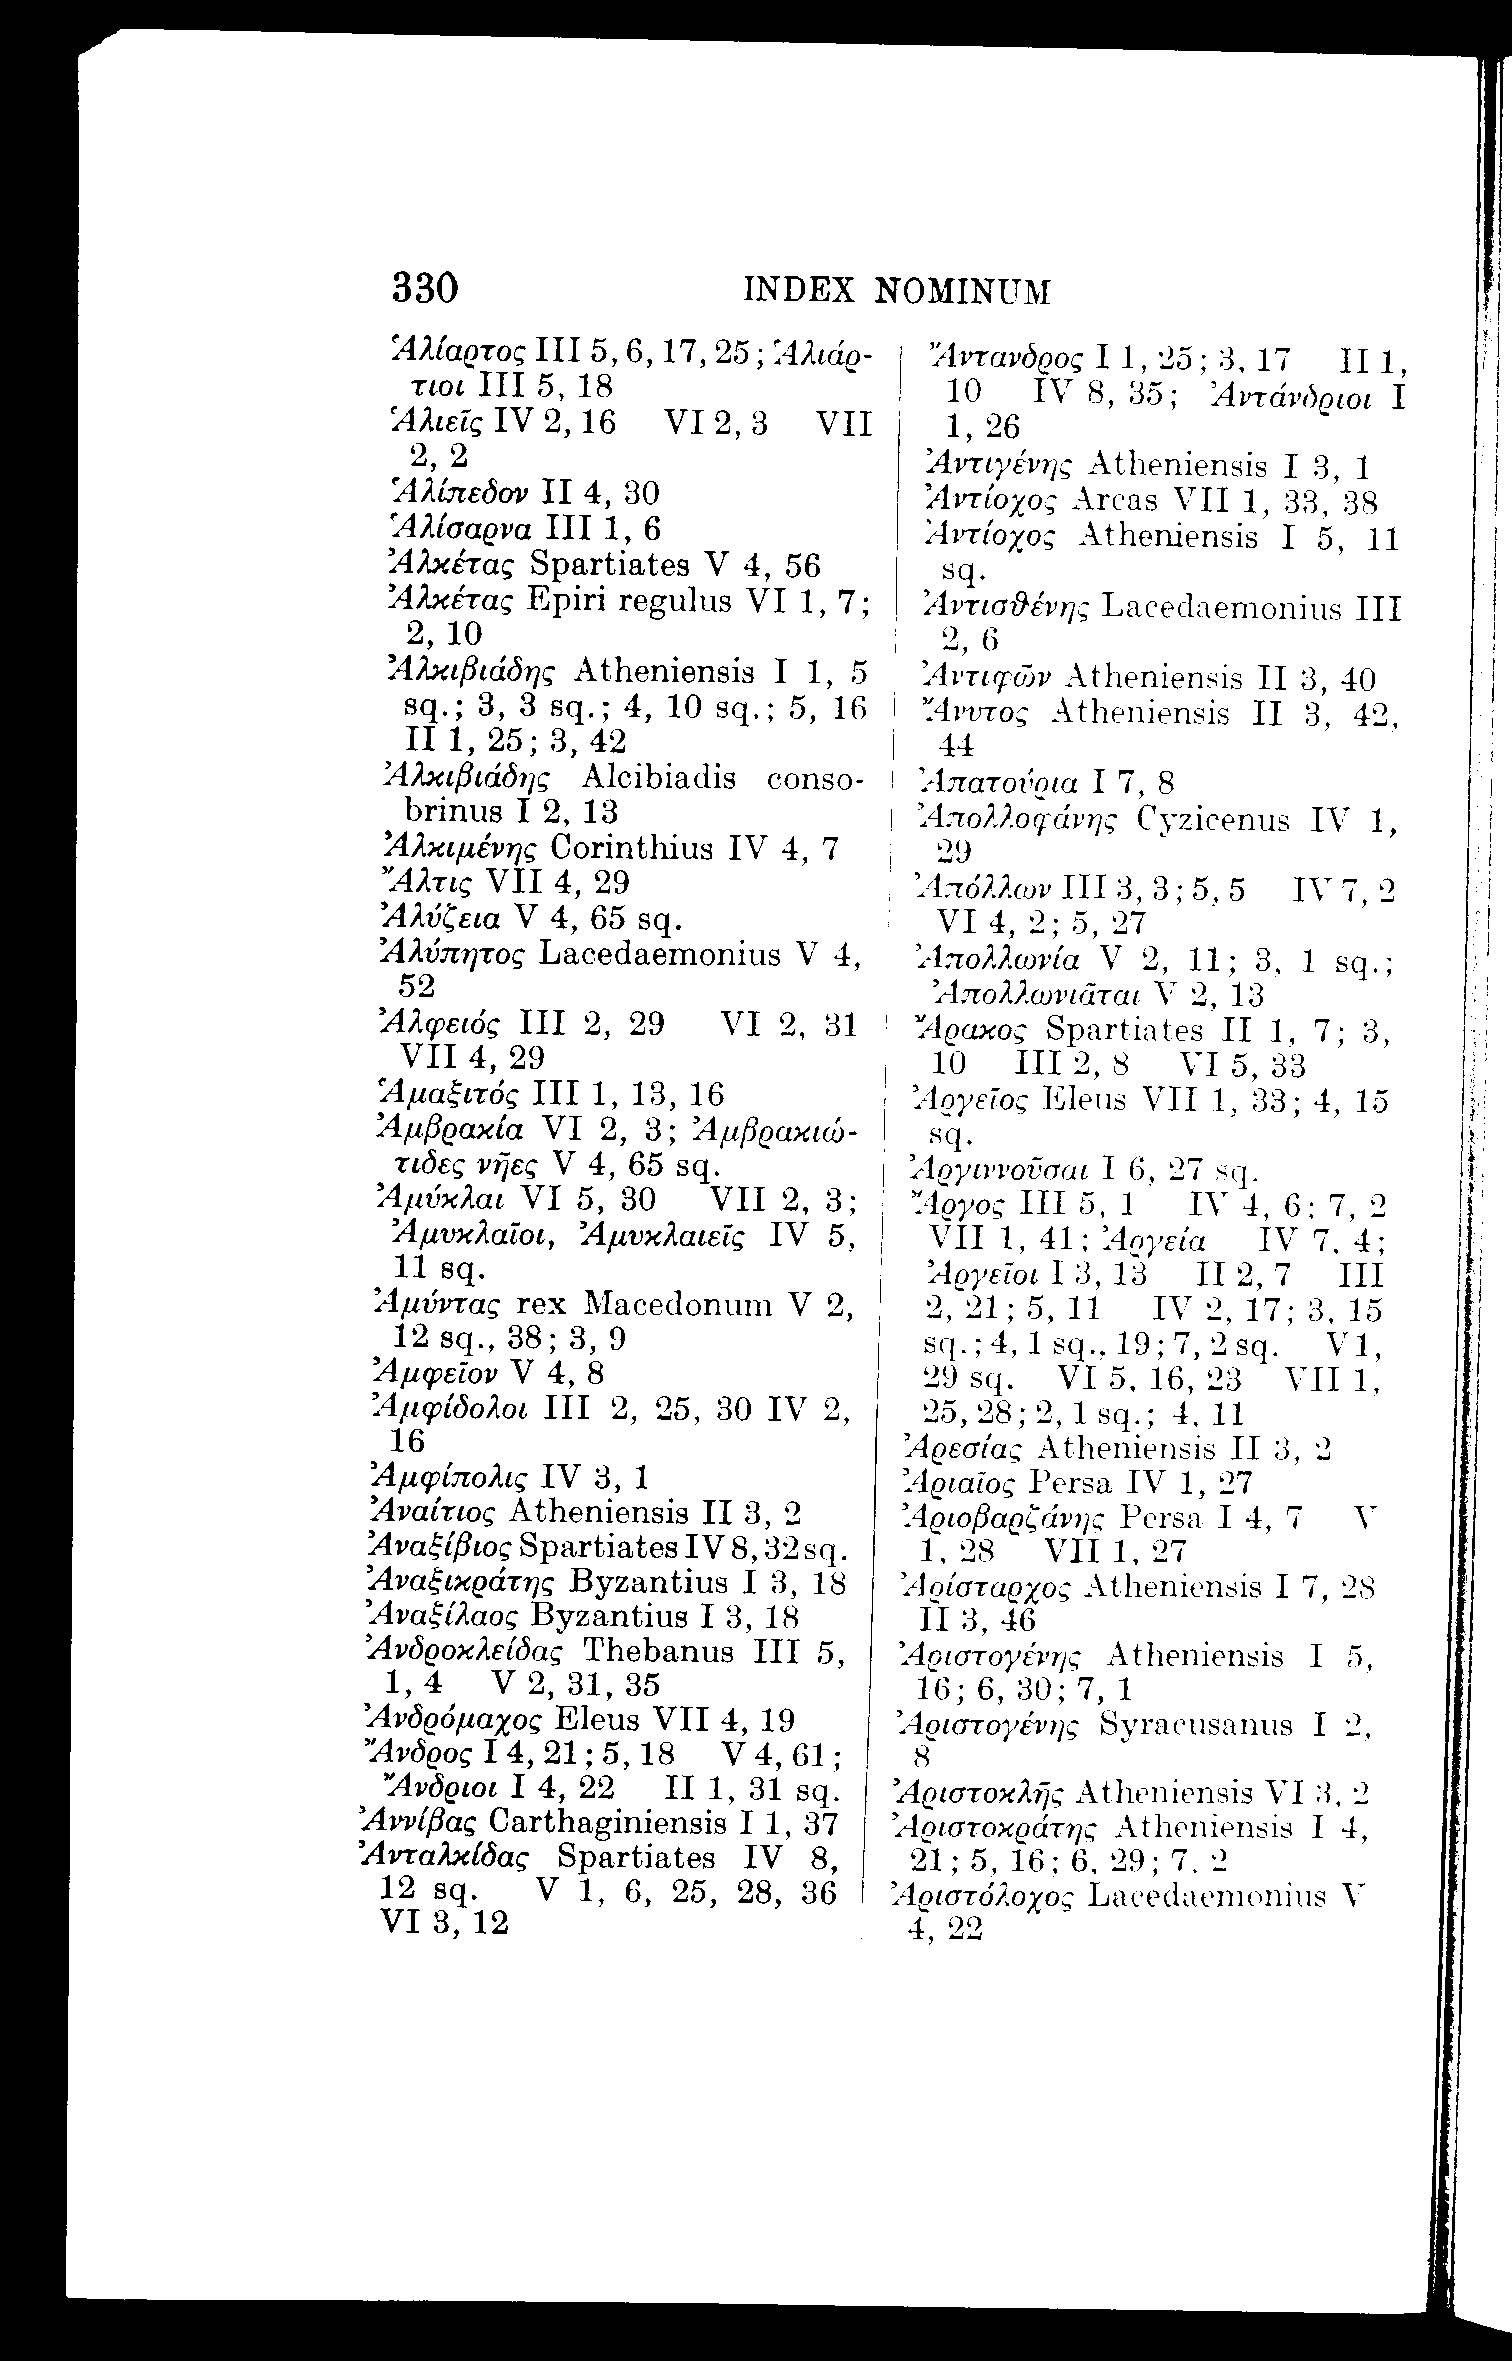 330
INDEX NOMINUM
Ἁλίαρτος III 5, 6, 17, 25; Ἁλιάρ-
τιοι III 5, 18
Ἁλιεῖς IV 2, 16 VI 2, 3 VII
2, 2
Ἁλίπεδον II 4, 30
Ἁλίσαρνα III 1, 6
Ἀλκέτας Spartiates V 4, 56
Ἀλκέτας Epiri regulus VI 1, 7;
2, 10
Ἀλκιβιάδης Atheniensis I 1, 5
sq.; 3, 3 sq.; 4, 10 sq.; 5, 16
II 1, 25; 3, 42
Ἀλκιβιάδης Alcibiadis conso-
brinus I 2, 13
Ἀλκιμένης Corinthius IV 4, 7
Ἄλτις VII 4, 29
Ἀλύζεια V 4, 65 sq.
Ἀλύπητος Lacedaemonius V 4,
52
Ἀλφειός III 2, 29 VI 2, 31
VII 4, 29
Ἁμαξιτός III 1, 13, 16
Ἀμβρακία VI 2, 3; Ἀμβρακιώ-
τιδες νῆες V 4, 65 sq.
Ἀμύκλαι VI 5, 30 VII 2, 3;
Ἀμυκλαῖοι, Ἀμυκλαιεῖς IV 5,
11 sq.
Ἀμύντας rex Macedonum V 2,
12 sq., 38; 3, 9
Ἀμφεῖον V 4, 8
Ἀμφίδολοι III 2, 25, 30 IV 2,
16
Ἀμφίπολις IV 3, 1
Ἀναίτιος Atheniensis II 3, 2
Ἀναξίβιος Spartiates IV 8, 32 sq.
Ἀναξικράτης Byzantius I 3, 18
Ἀναξίλαος Byzantius I 3, 18
Ἀνδροκλείδας Thebanus III 5,
1, 4 V 2, 31, 35
Ἀνδρόμαχος Eleus VII 4, 19
Ἄνδρος I 4, 21; 5, 18 V 4, 61;
Ἄνδριοι I 4, 22 II 1, 31 sq.
Ἀννίβας Carthaginiensis I 1, 37
Ἀνταλκίδας Spartiates IV 8,
12 sq. V 1, 6, 25, 28, 36
VI 3, 12
Ἄντανδρος I 1, 25; 3, 17 II 1,
10 IV 8, 35; Ἀντάνδριοι I
1, 26
Ἀντιγένης Atheniensis I 3, 1
Ἀντίοχος Arcas VII 1, 33, 38
Ἀντίοχος Atheniensis I 5, 11
sq.
Ἀντισθένης Lacedaemonius III
2, 6
Ἀντιφῶν Atheniensis II 3, 40
Ἄνυτος Atheniensis II 3, 42,
44
Ἀπατούρια I 7, 8
Ἀπολλοφάνης Cyzicenus IV 1,
29
Ἀπόλλων III 3, 3; 5, 5 IV 7, 2
VI 4, 2; 5, 27
Ἀπολλωνία V 2, 11; 3, 1 sq.;
Ἀπολλωνιᾶται V 2, 13
Ἄρακος Spartiates II 1, 7; 3,
10 III 2, 8 VI 5, 33
Ἀργεῖος Eleus VII 1, 33; 4, 15
sq.
Ἀργιννοῦσαι I 6, 27 sq.
Ἄργος III 5, 1 IV 4, 6; 7, 2
VII 1, 41; Ἀργεία IV 7, 4;
Ἀργεῖοι I 3, 13 II 2, 7 III
2, 21; 5, 11 IV 2, 17; 3, 15
sq.; 4, 1 sq., 19; 7, 2 sq. V 1,
29 sq. VI 5, 16, 23 VII 1,
25, 28; 2, 1 sq.; 4, 11
Ἀρεσίας Atheniensis II 3, 2
Ἀριαῖος Persa IV 1, 27
Ἀριοβαρζάνης Persa I 4, 7 V
1, 28 VII 1, 27
Ἀρίσταρχος Atheniensis I 7, 28
II 3, 46
Ἀριστογένης Atheniensis I 5,
16; 6, 30; 7, 1
Ἀριστογένης Syracusanus I 2,
8
Ἀριστοκλῆς Atheniensis VI 3, 2
Ἀριστοκράτης Atheniensis I 4,
21; 5, 16; 6, 29; 7, 2
Ἀριστόλοχος Lacedaemonius V
4, 22